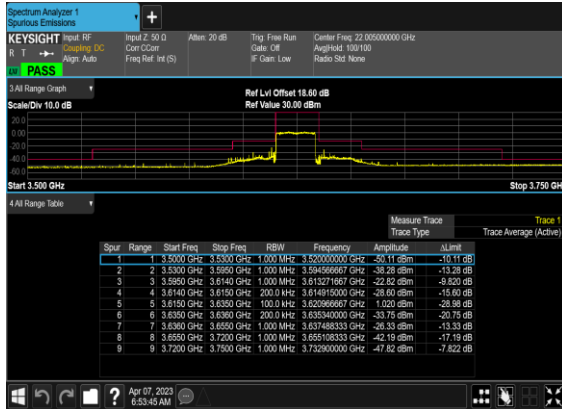 Spectrum Analyzer 1
Spurious Emissions
KEYSIGHT Input: RF Input Z: 50 Ω Atten: 20 dB Trig: Free Run Center Freq: 22.005000000 GHz
R T Coupling: DC Corr CCorr Gate: Off Avg|Hold: 100/100
Align: Auto Freq Ref: Int (S) IF Gain: Low Radio Std: None
PASS
3 All Range Graph Ref Lvl Offset 18.60 dB
Scale/Div 10.0 dB Ref Value 30.00 dBm
20.0
0.00
-20.0
-40.0
-60.0
Start 3.500 GHz Stop 3.750 GH
4 All Range Table
Measure Trace Trace 1
Trace Type Trace Average (Active)
Spur Range Start Freq Stop Freq RBW Frequency Amplitude ΔLimit
1 1 3.5000 GHz 3.5300 GHz 1.000 MHz 3.520000000 GHz -50.11 dBm -10.11 dB
2 2 3.5300 GHz 3.5950 GHz 1.000 MHz 3.594566667 GHz -38.28 dBm -13.28 dB
3 3 3.5950 GHz 3.6140 GHz 1.000 MHz 3.613271667 GHz -22.82 dBm -9.820 dB
4 4 3.6140 GHz 3.6150 GHz 200.0 kHz 3.614915000 GHz -28.60 dBm -15.60 dB
5 5 3.6150 GHz 3.6350 GHz 100.0 kHz 3.620966667 GHz 1.020 dBm -28.98 dB
6 6 3.6350 GHz 3.6360 GHz 200.0 kHz 3.635340000 GHz -33.75 dBm -20.75 dB
7 7 3.6360 GHz 3.6550 GHz 1.000 MHz 3.637488333 GHz -26.33 dBm -13.33 dB
8 8 3.6550 GHz 3.7200 GHz 1.000 MHz 3.655108333 GHz -42.19 dBm -17.19 dB
9 9 3.7200 GHz 3.7500 GHz 1.000 MHz 3.732900000 GHz -47.82 dBm -7.822 dB
? Apr 07, 2023
6:53:45 AM